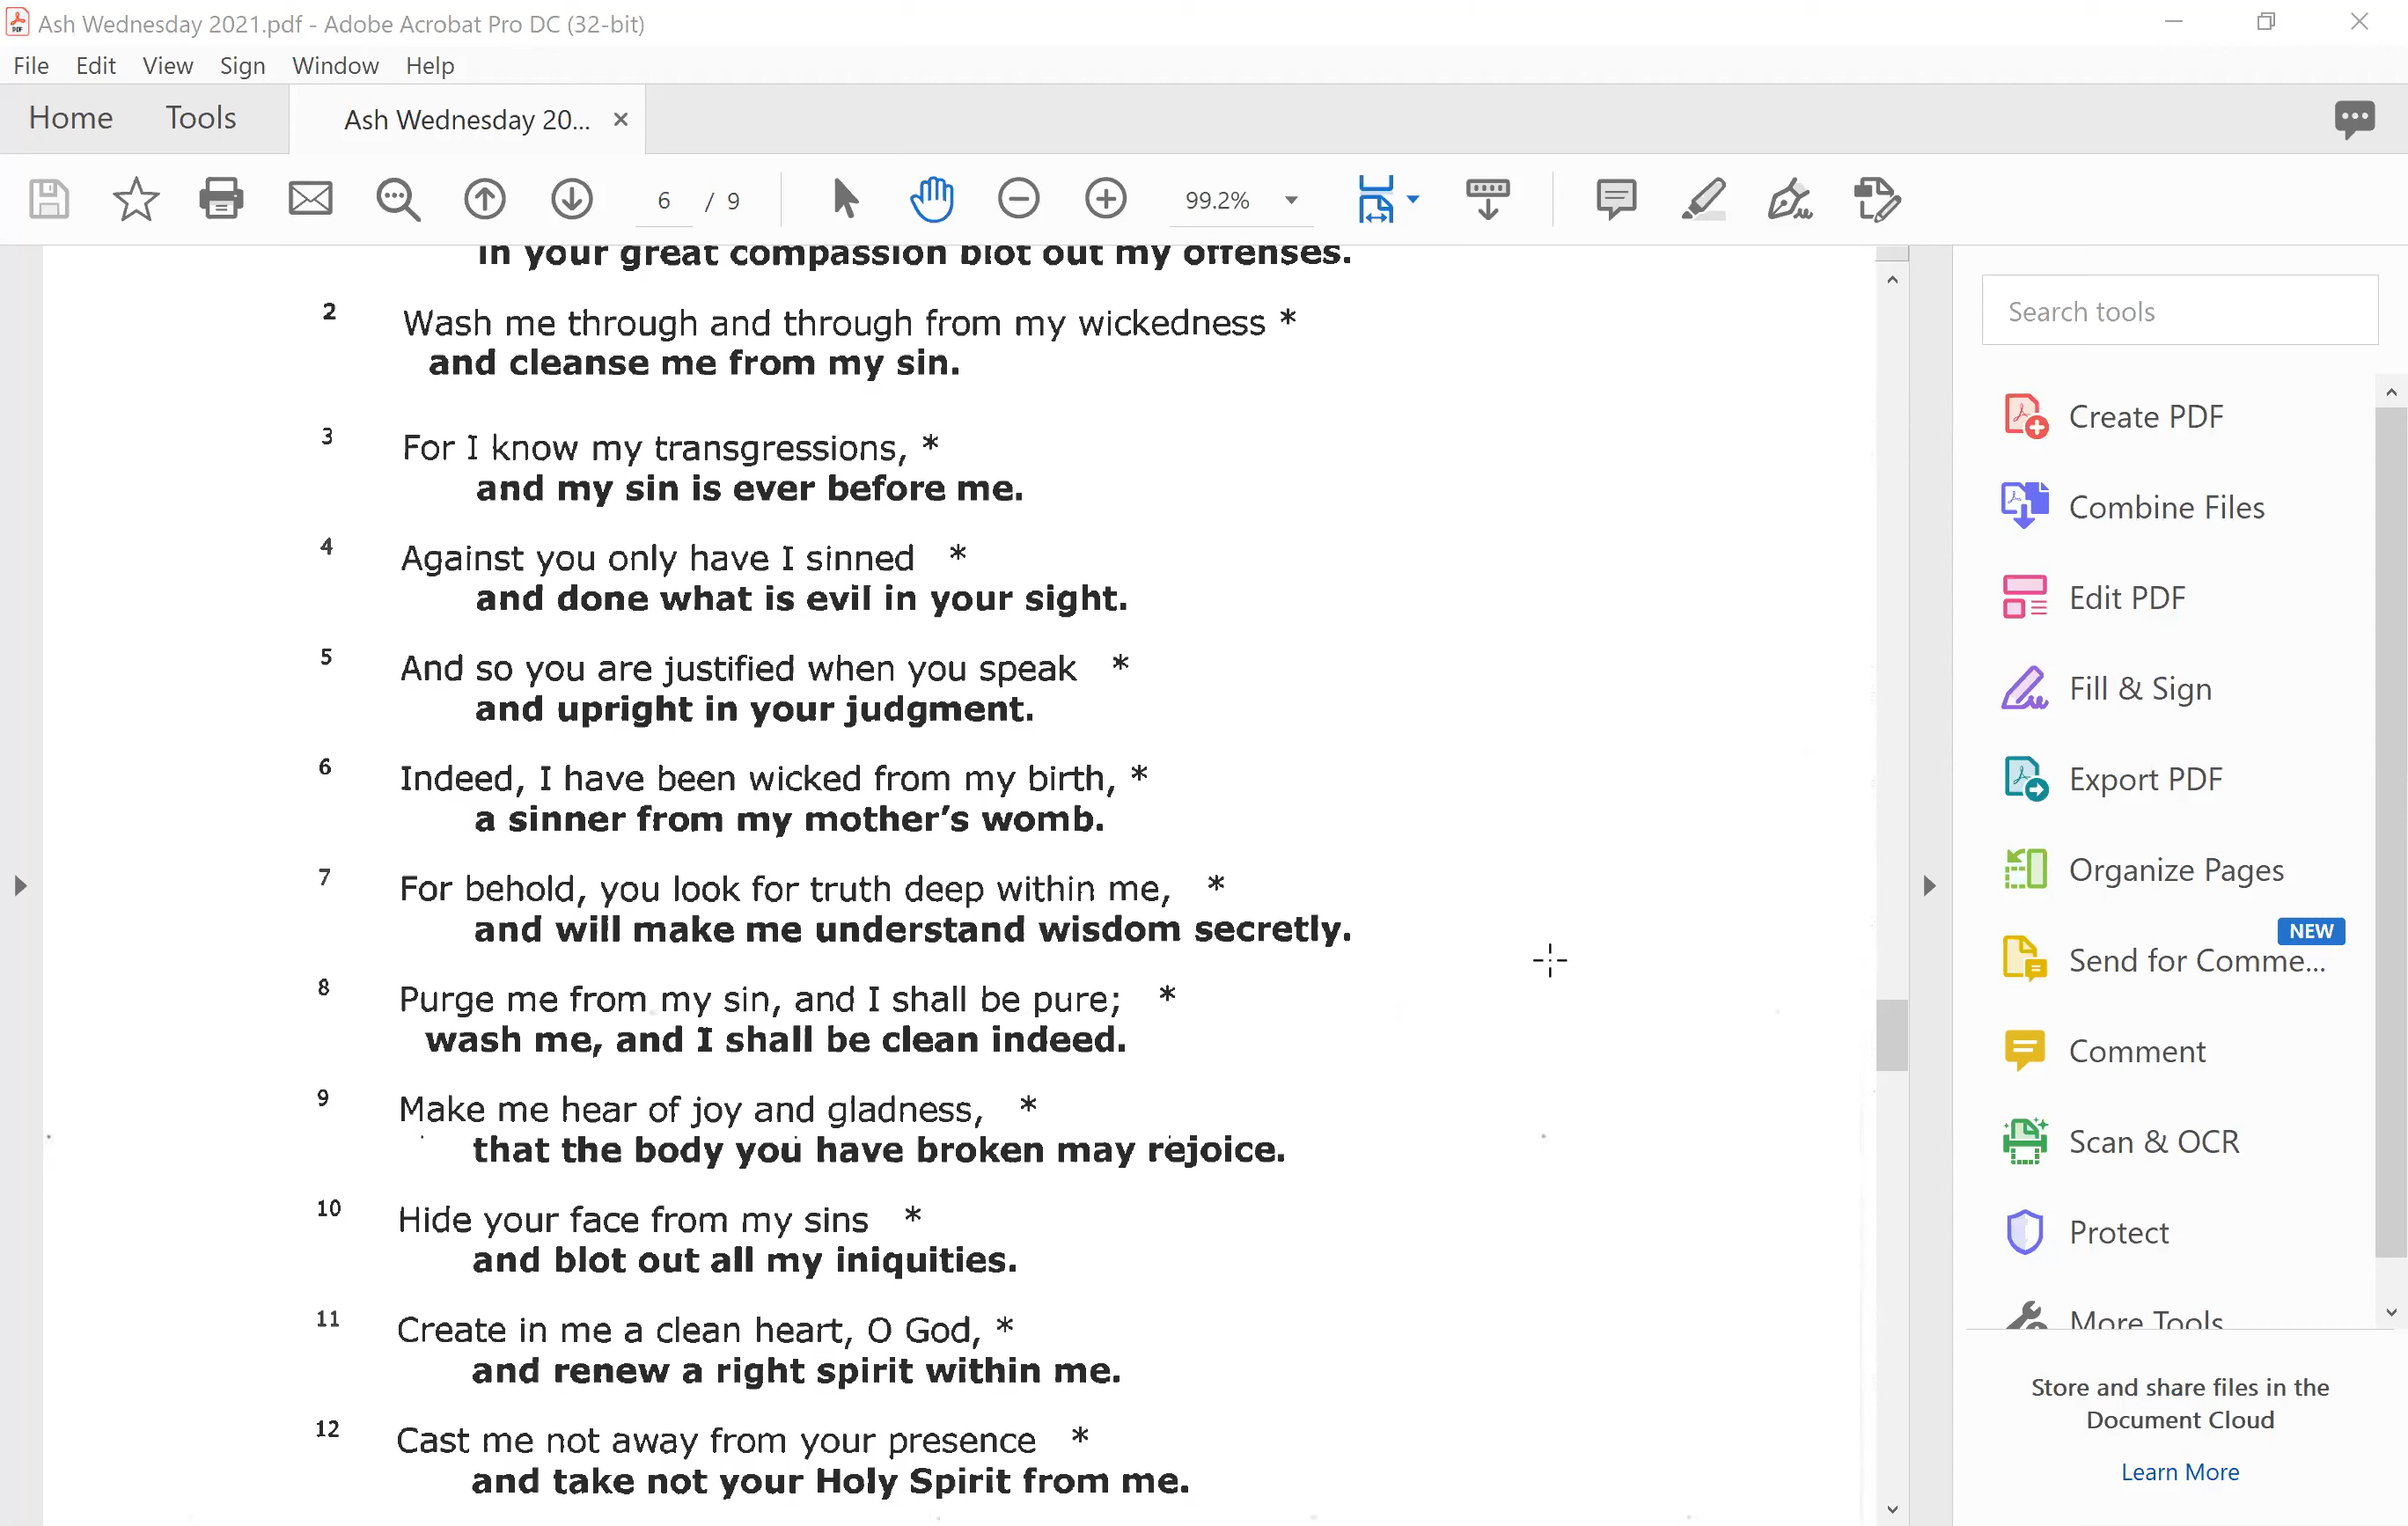 Ash Wednesday 2021.pdf - Adobe Acrobat Pro DC (32-bit)
File Edit View Sign Window Help
Home Tools Ash Wednesday 20... ×
6 / 9 99.2%
in your great compassion blot out my offenses.
2 Wash me through and through from my wickedness *
and cleanse me from my sin.
3 For I know my transgressions, *
and my sin is ever before me.
4 Against you only have I sinned *
and done what is evil in your sight.
5 And so you are justified when you speak *
and upright in your judgment.
6 Indeed, I have been wicked from my birth, *
a sinner from my mother's womb.
7 For behold, you look for truth deep within me, *
and will make me understand wisdom secretly.
8 Purge me from my sin, and I shall be pure; *
wash me, and I shall be clean indeed.
9 Make me hear of joy and gladness, *
that the body you have broken may rejoice.
10 Hide your face from my sins *
and blot out all my iniquities.
11 Create in me a clean heart, O God, *
and renew a right spirit within me.
12 Cast me not away from your presence *
and take not your Holy Spirit from me.
Search tools
Create PDF
Combine Files
Edit PDF
Fill & Sign
Export PDF
Organize Pages
NEW
Send for Comme...
Comment
Scan & OCR
Protect
More Tools
Store and share files in the
Document Cloud
Learn More